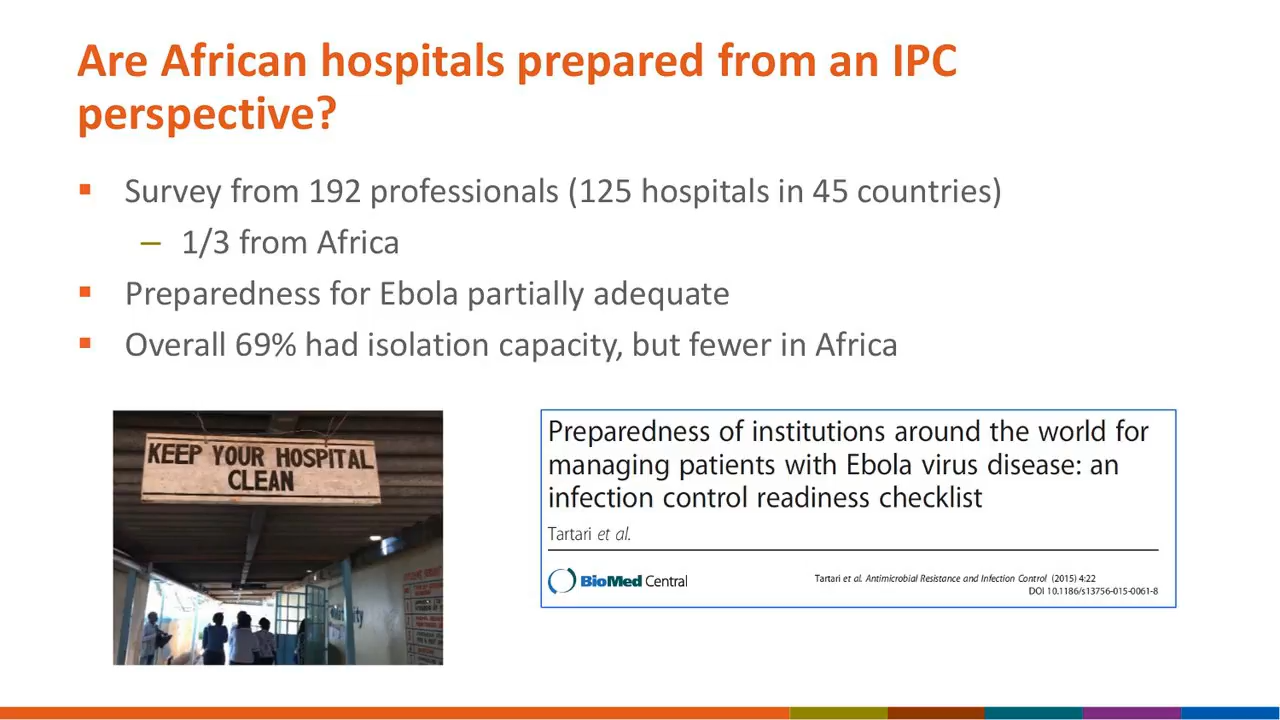 Are African hospitals prepared from an IPC
perspective?
Survey from 192 professionals (125 hospitals in 45 countries)
– 1/3 from Africa
Preparedness for Ebola partially adequate
Overall 69% had isolation capacity, but fewer in Africa
KEEP YOUR HOSPITAL
CLEAN
Preparedness of institutions around the world for
managing patients with Ebola virus disease: an
infection control readiness checklist
Tartari et al.
BioMed Central
Tartari et al. Antimicrobial Resistance and Infection Control (2015) 4:22
DOI 10.1186/s13756-015-0061-8